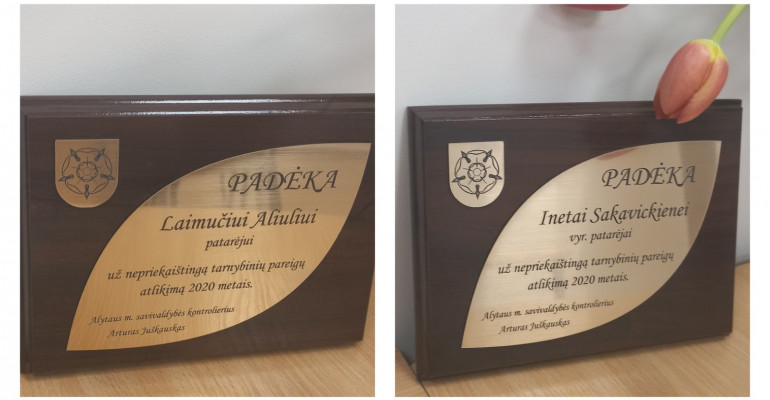 PADĖKA
Laimučiui Aliuliui
patarėjui
už nepriekaištingą tarnybinių pareigų
atlikimą 2020 metais.
Alytaus m. savivaldybės kontrolierius
Arturas Juškauskas
PADĖKA
Inetai Sakavickienei
vyr. patarėjai
už nepriekaištingą tarnybinių pareigų
atlikimą 2020 metais.
Alytaus m. savivaldybės kontrolierius
Arturas Juškauskas